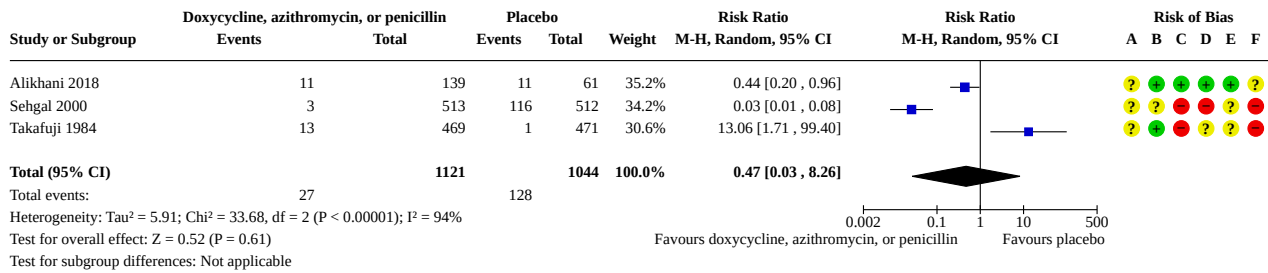 Doxycycline, azithromycin, or penicillin Placebo Risk Ratio Risk Ratio Risk of Bias
Study or Subgroup Events Total Events Total Weight M-H, Random, 95% CI M-H, Random, 95% CI A B C D E F
Alikhani 2018 11 139 11 61 35.2% 0.44 [0.20 , 0.96] ? + + + + ?
Sehgal 2000 3 513 116 512 34.2% 0.03 [0.01 , 0.08] ? ? − − ? −
Takafuji 1984 13 469 1 471 30.6% 13.06 [1.71 , 99.40] ? + − ? ? −
Total (95% CI) 1121 1044 100.0% 0.47 [0.03 , 8.26]
Total events: 27 128
Heterogeneity: Tau² = 5.91; Chi² = 33.68, df = 2 (P < 0.00001); I² = 94%
0.002 0.1 1 10 500
Test for overall effect: Z = 0.52 (P = 0.61) Favours doxycycline, azithromycin, or penicillin Favours placebo
Test for subgroup differences: Not applicable